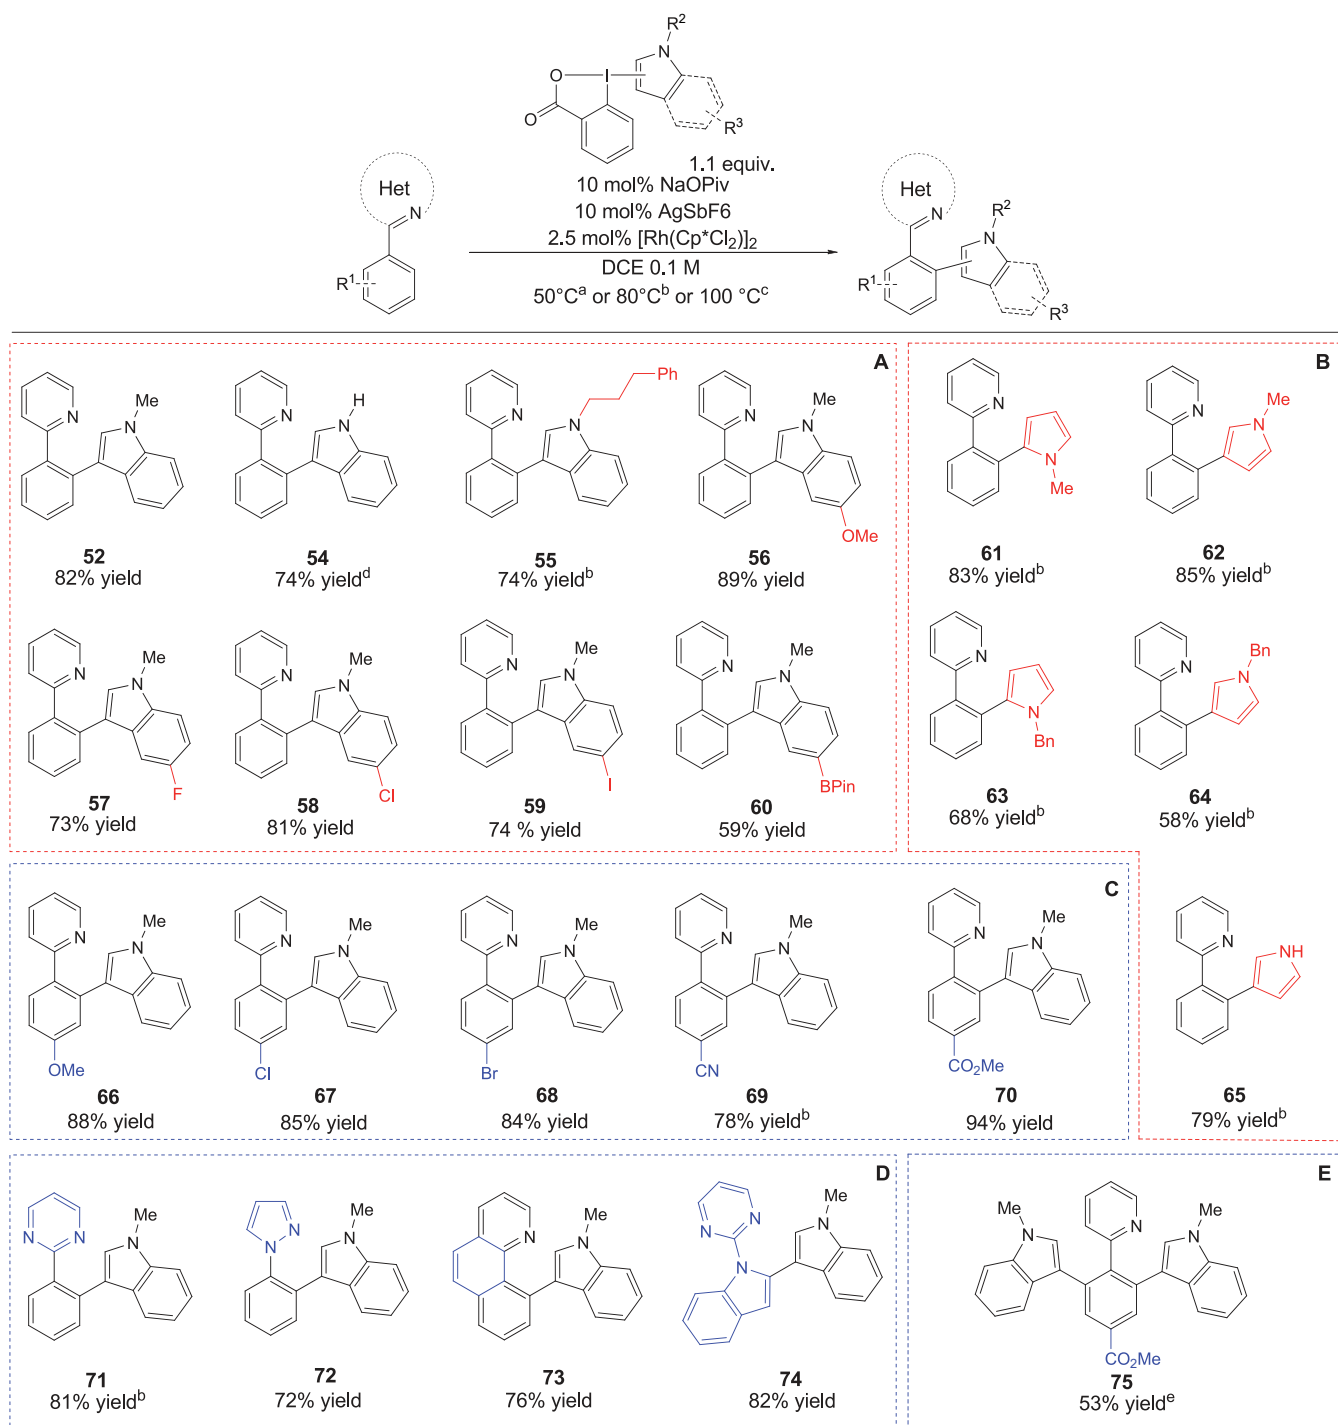 R²
N
O
I
O
R³
1.1 equiv.
Het
N
R¹
10 mol% NaOPiv
10 mol% AgSbF6
2.5 mol% [Rh(Cp*Cl₂)]₂
DCE 0.1 M
50°Cᵃ or 80°Cᵇ or 100 °Cᶜ
Het
N
R²
N
R¹
R³
A
N
Me
N
52
82% yield
N
H
N
54
74% yieldᵈ
N
Ph
N
55
74% yieldᵇ
N
Me
N
OMe
56
89% yield
N
Me
N
F
57
73% yield
N
Me
N
Cl
58
81% yield
N
Me
N
I
59
74 % yield
N
Me
N
BPin
60
59% yield
B
N
N
Me
61
83% yieldᵇ
N
Me
N
62
85% yieldᵇ
N
N
Bn
63
68% yieldᵇ
N
Bn
N
64
58% yieldᵇ
N
NH
65
79% yieldᵇ
C
N
Me
N
OMe
66
88% yield
N
Me
N
Cl
67
85% yield
N
Me
N
Br
68
84% yield
N
Me
N
CN
69
78% yieldᵇ
N
Me
N
CO₂Me
70
94% yield
D
N
N
Me
N
71
81% yieldᵇ
N
N
Me
N
72
72% yield
N
Me
N
73
76% yield
N
N
N
Me
N
74
82% yield
E
Me
N
N
Me
N
CO₂Me
75
53% yieldᵉ